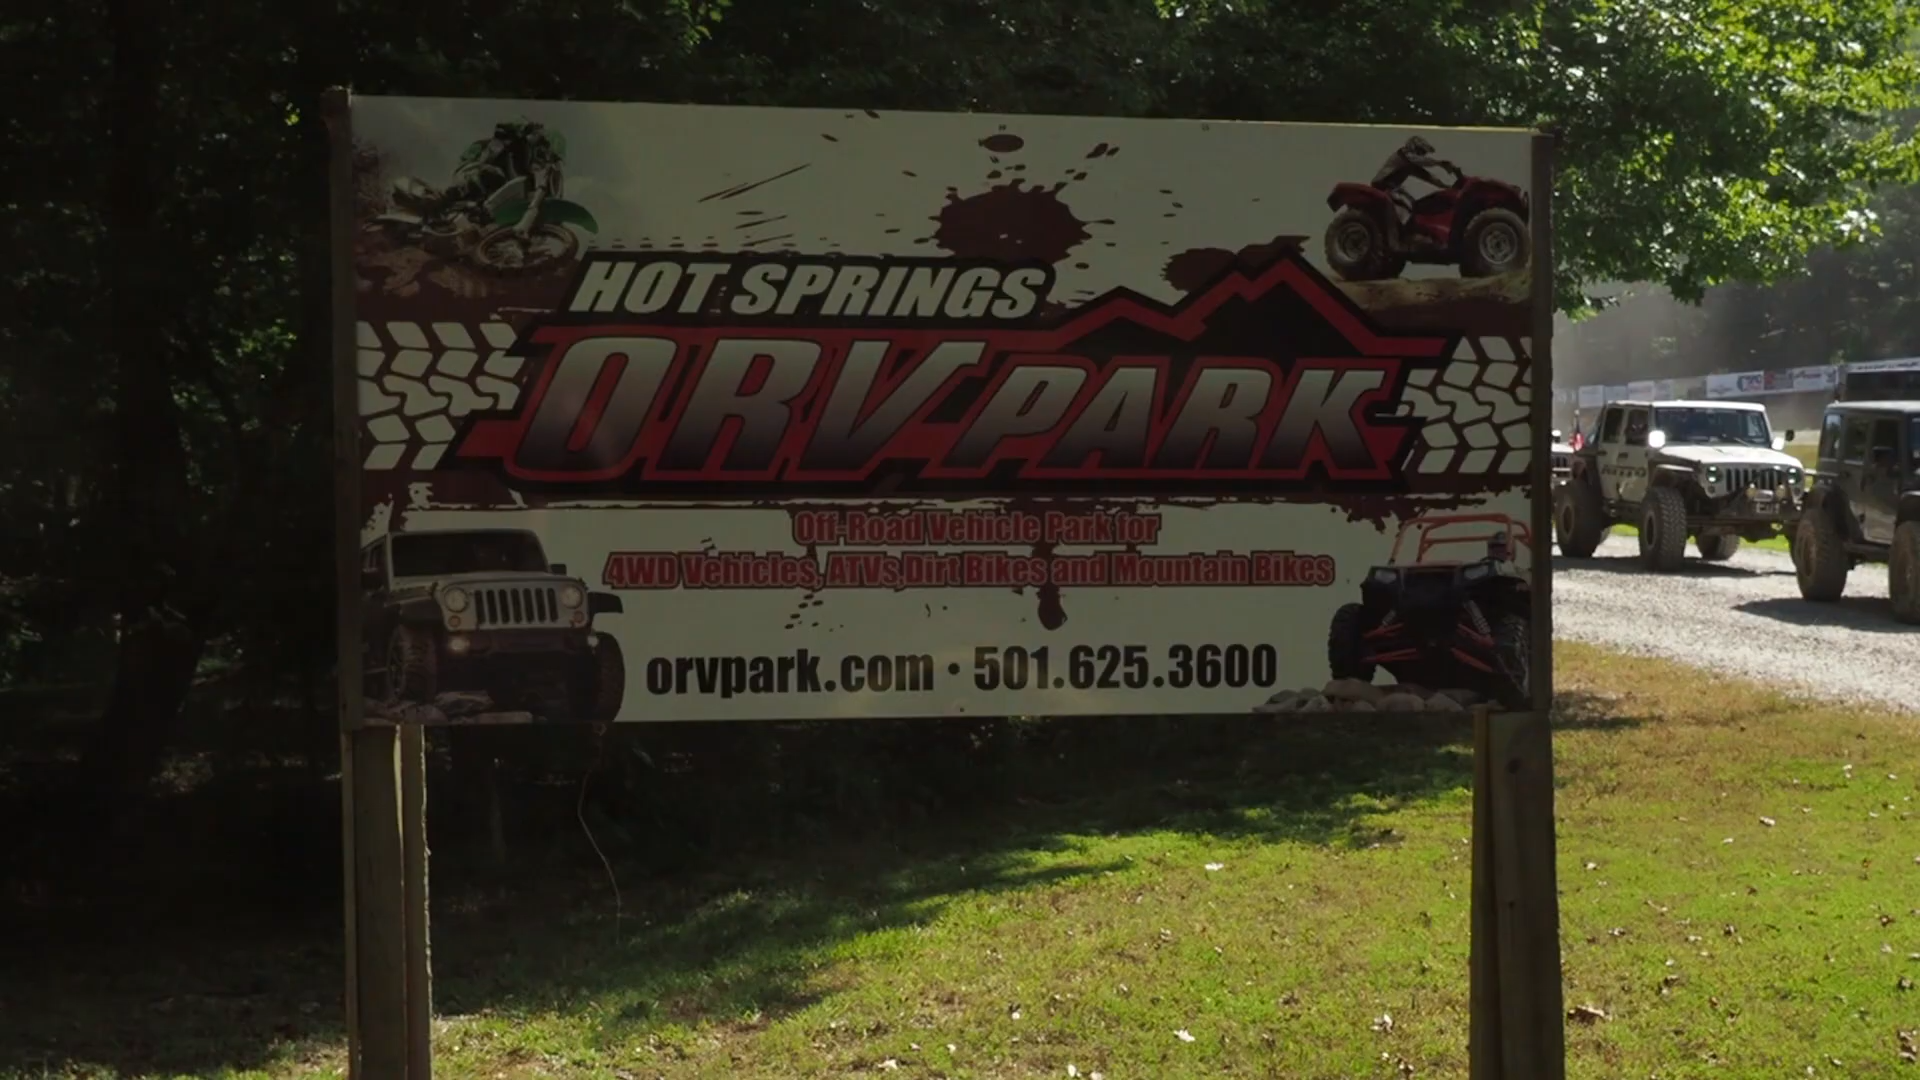 HOT SPRINGS
ORV PARK
Off-Road Vehicle Park for
4WD Vehicles, ATVs,Dirt Bikes and Mountain Bikes
orvpark.com · 501.625.3600